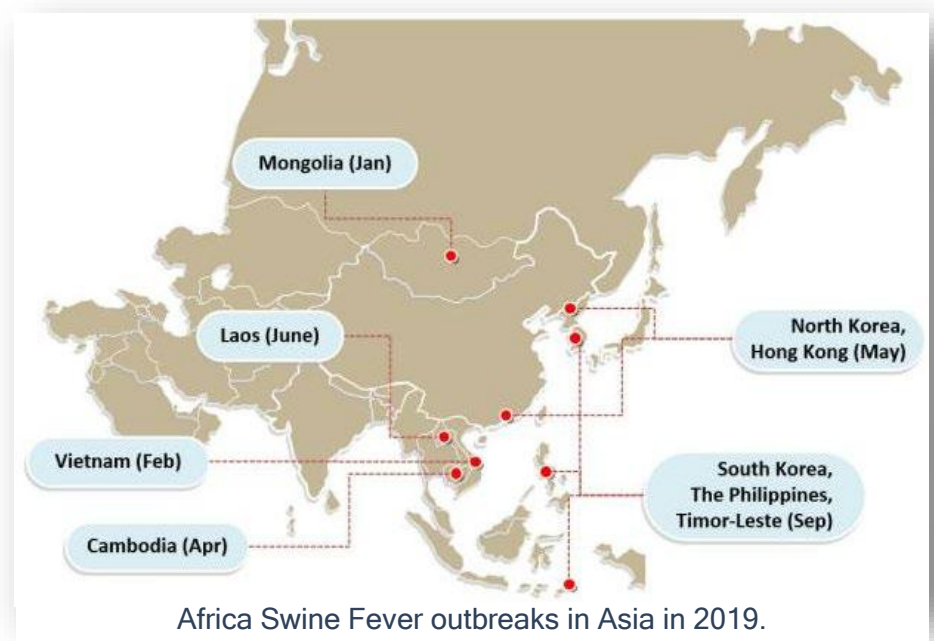 Mongolia (Jan)
Laos (June)
North Korea,
Hong Kong (May)
Vietnam (Feb)
South Korea,
The Philippines,
Timor-Leste (Sep)
Cambodia (Apr)
Africa Swine Fever outbreaks in Asia in 2019.